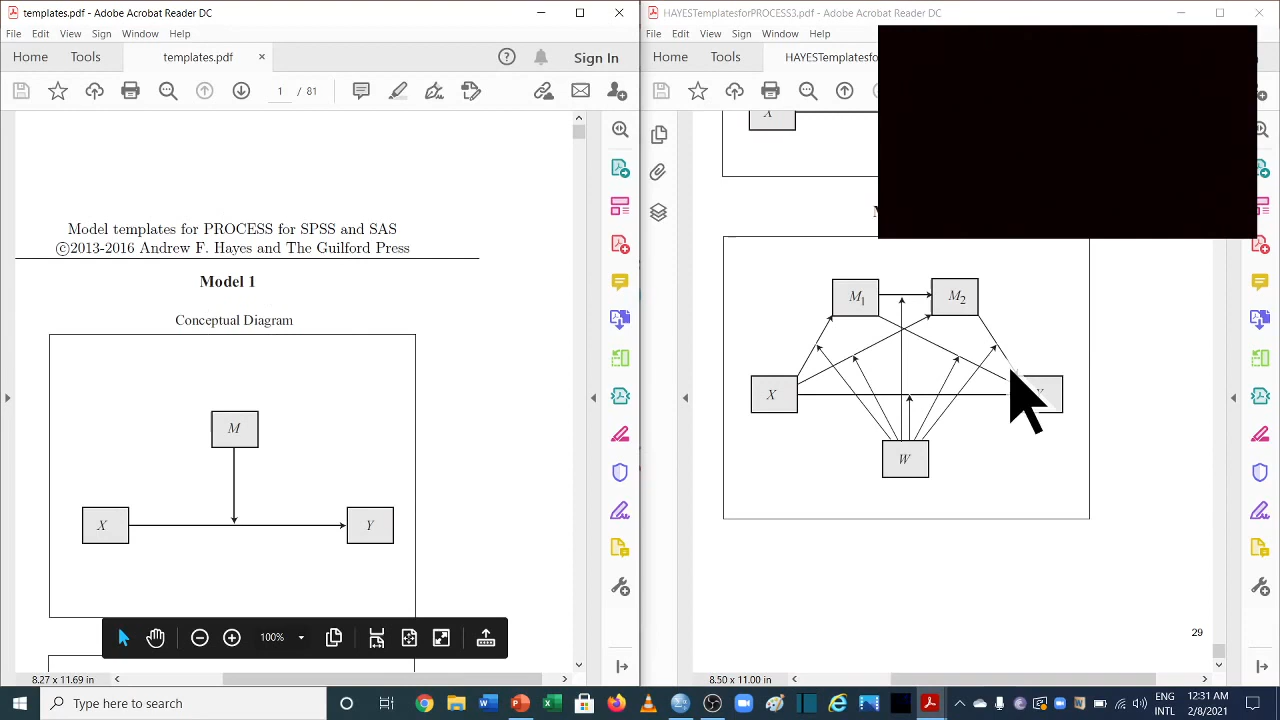 templates.pdf - Adobe Acrobat Reader DC
File Edit View Sign Window Help
Home Tools templates.pdf × Sign In
1 / 81
Model templates for PROCESS for SPSS and SAS
©2013-2016 Andrew F. Hayes and The Guilford Press
Model 1
Conceptual Diagram
M
X Y
100%
8.27 x 11.69 in
HAYESTemplatesforPROCESS3.pdf - Adobe Acrobat Reader DC
File Edit View Sign Window Help
Home Tools HAYESTemplatesfo
X
M1 M2
X
W
29
8.50 x 11.00 in
Type here to search
ENG 12:31 AM
INTL 2/8/2021